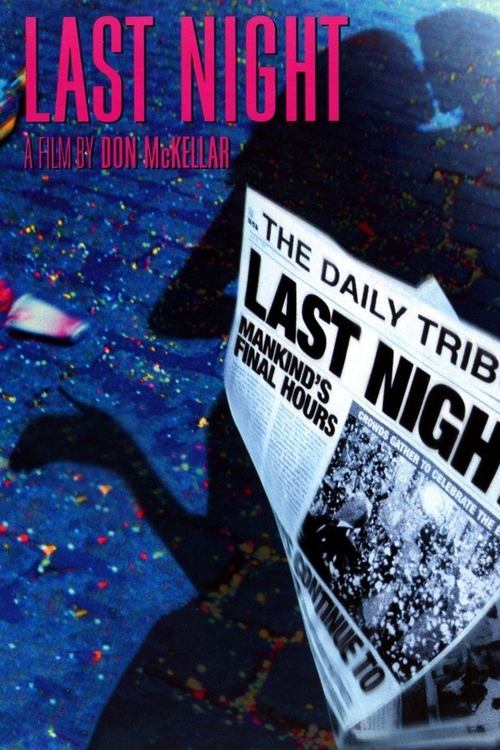 LAST NIGHT
A FILM BY DON McKELLAR
THE DAILY TRIB
LAST NIGH
MANKIND'S
FINAL HOURS
CROWDS GATHER TO CELEBRATE THE
CONTINUE TO